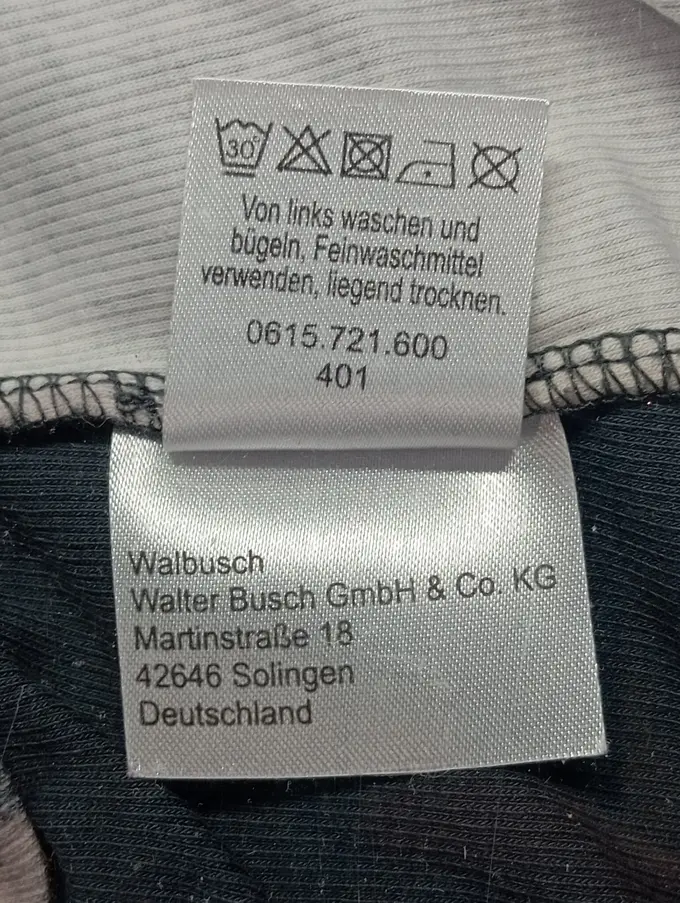 30°
Von links waschen und
bügeln, Feinwaschmittel
verwenden, liegend trocknen.
0615.721.600
401
Walbusch
Walter Busch GmbH & Co. KG
Martinstraße 18
42646 Solingen
Deutschland